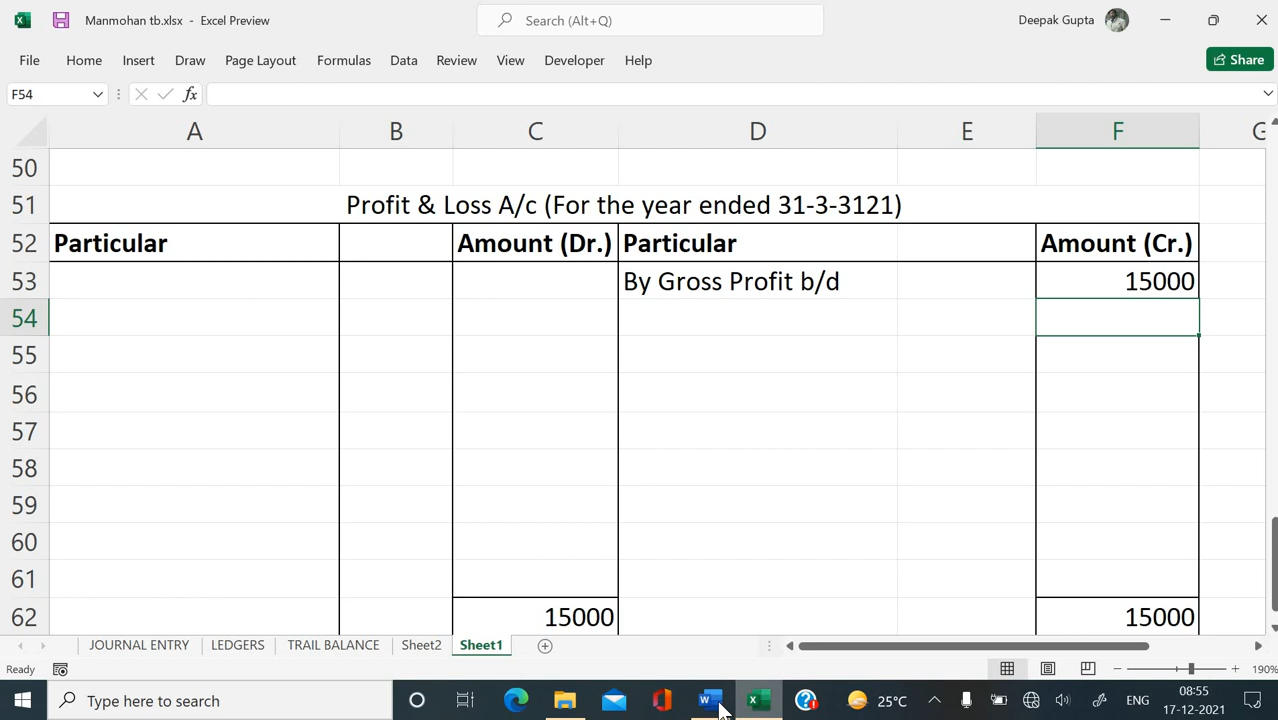 Manmohan tb.xlsx - Excel Preview
Search (Alt+Q)
Deepak Gupta
File Home Insert Draw Page Layout Formulas Data Review View Developer Help
Share
F54
fx
A B C D E F G
50
51 Profit & Loss A/c (For the year ended 31-3-3121)
52 Particular Amount (Dr.) Particular Amount (Cr.)
53 By Gross Profit b/d 15000
54
55
56
57
58
59
60
61
62 15000 15000
JOURNAL ENTRY LEDGERS TRAIL BALANCE Sheet2 Sheet1
Ready 190%
Type here to search
25°C
ENG
08:55
17-12-2021